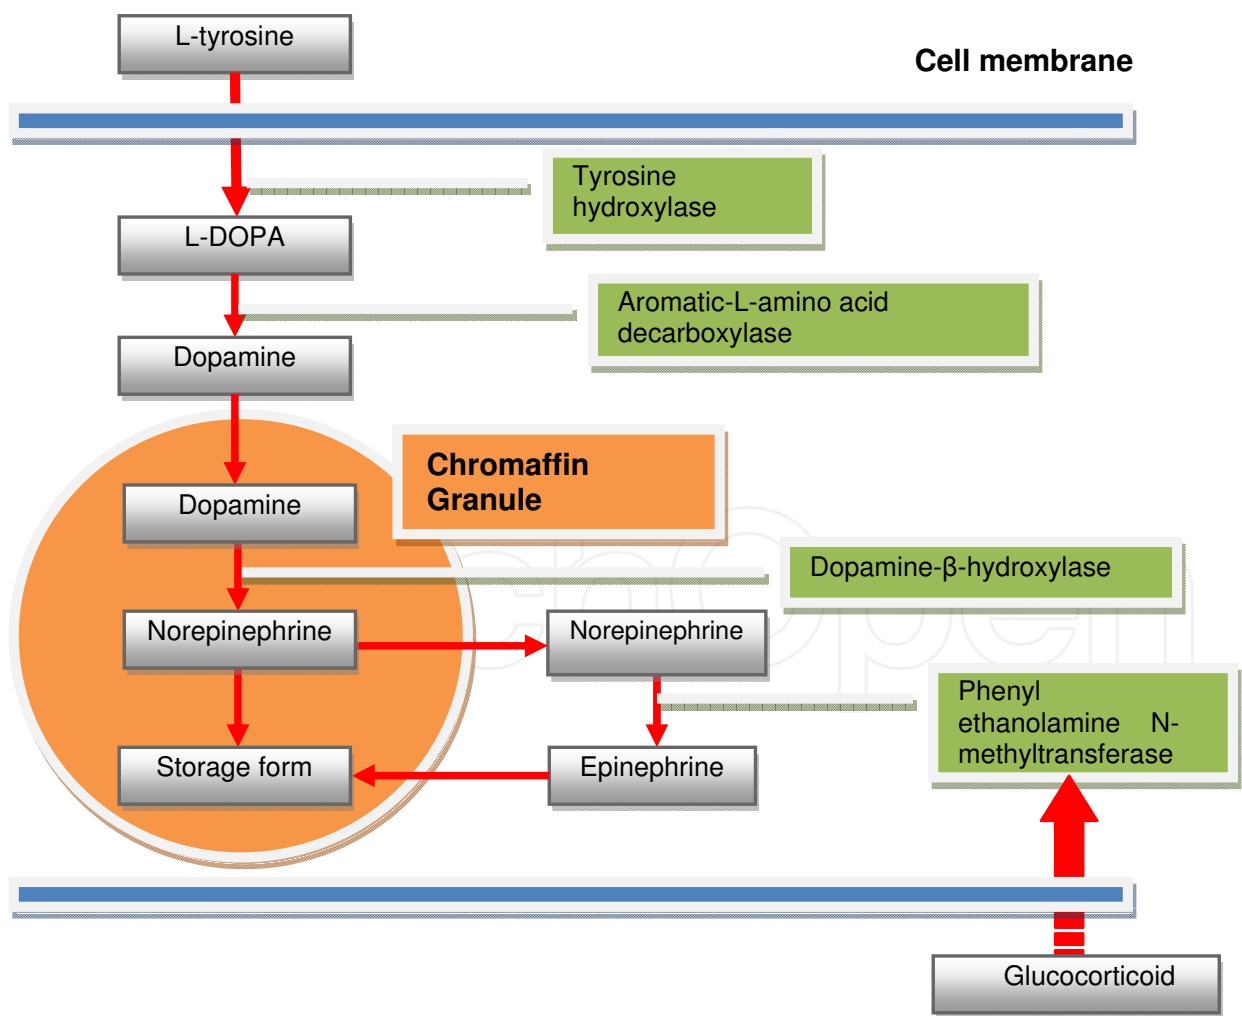 L-tyrosine
Cell membrane
Tyrosine
hydroxylase
L-DOPA
Aromatic-L-amino acid
decarboxylase
Dopamine
Chromaffin
Granule
Dopamine
Dopamine-β-hydroxylase
Norepinephrine
Norepinephrine
Phenyl
ethanolamine N-
methyltransferase
Storage form
Epinephrine
Glucocorticoid